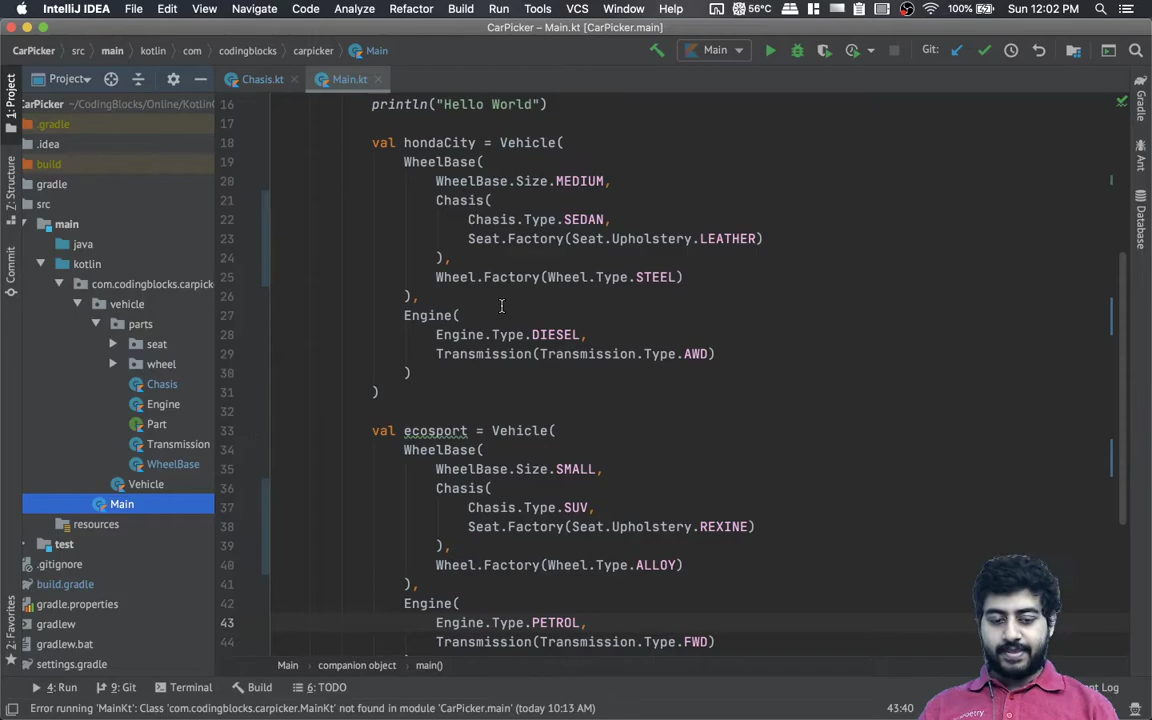 IntelliJ IDEA File Edit View Navigate Code Analyze Refactor Build Run Tools VCS Window Help 56°C 100% Sun 12:02 PM
CarPicker – Main.kt [CarPicker.main]
CarPicker src main kotlin com codingblocks carpicker Main Main Git:
1: Project Project Chasis.kt Main.kt
CarPicker ~/CodingBlocks/Online/Kotlin
.gradle
.idea
build
gradle
src
main
java
kotlin
com.codingblocks.carpicke
vehicle
parts
seat
wheel
Chasis
Engine
Part
Transmission
WheelBase
Vehicle
Main
resources
test
.gitignore
build.gradle
gradle.properties
gradlew
gradlew.bat
settings.gradle
Z: Structure
Commit
2: Favorites
16 println("Hello World")
17
18 val hondaCity = Vehicle(
19 WheelBase(
20 WheelBase.Size.MEDIUM,
21 Chasis(
22 Chasis.Type.SEDAN,
23 Seat.Factory(Seat.Upholstery.LEATHER)
24 ),
25 Wheel.Factory(Wheel.Type.STEEL)
26 ),
27 Engine(
28 Engine.Type.DIESEL,
29 Transmission(Transmission.Type.AWD)
30 )
31 )
32
33 val ecosport = Vehicle(
34 WheelBase(
35 WheelBase.Size.SMALL,
36 Chasis(
37 Chasis.Type.SUV,
38 Seat.Factory(Seat.Upholstery.REXINE)
39 ),
40 Wheel.Factory(Wheel.Type.ALLOY)
41 ),
42 Engine(
43 Engine.Type.PETROL,
44 Transmission(Transmission.Type.FWD)
Main companion object main()
Gradle
Ant
Database
4: Run 9: Git Terminal Build 6: TODO nt Log
Error running 'MainKt': Class 'com.codingblocks.carpicker.MainKt' not found in module 'CarPicker.main' (today 10:13 AM) 43:40